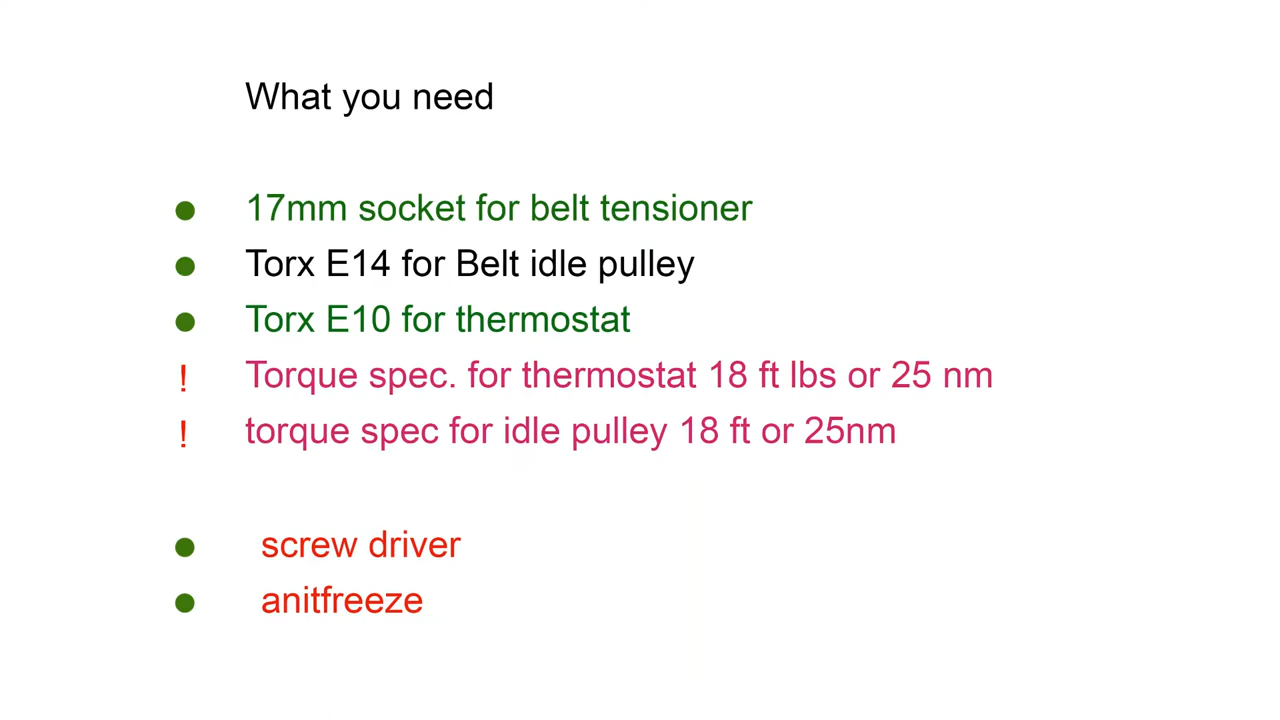 What you need
17mm socket for belt tensioner
Torx E14 for Belt idle pulley
Torx E10 for thermostat
! Torque spec. for thermostat 18 ft lbs or 25 nm
! torque spec for idle pulley 18 ft or 25nm
screw driver
anitfreeze